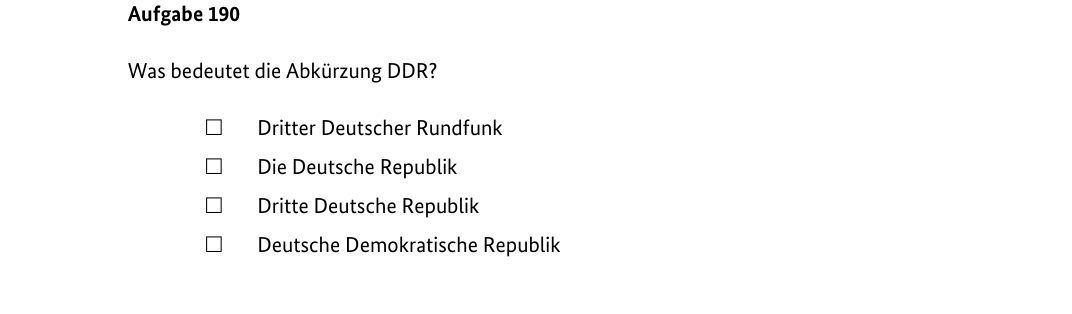 Aufgabe 190
Was bedeutet die Abkürzung DDR?
☐ Dritter Deutscher Rundfunk
☐ Die Deutsche Republik
☐ Dritte Deutsche Republik
☐ Deutsche Demokratische Republik